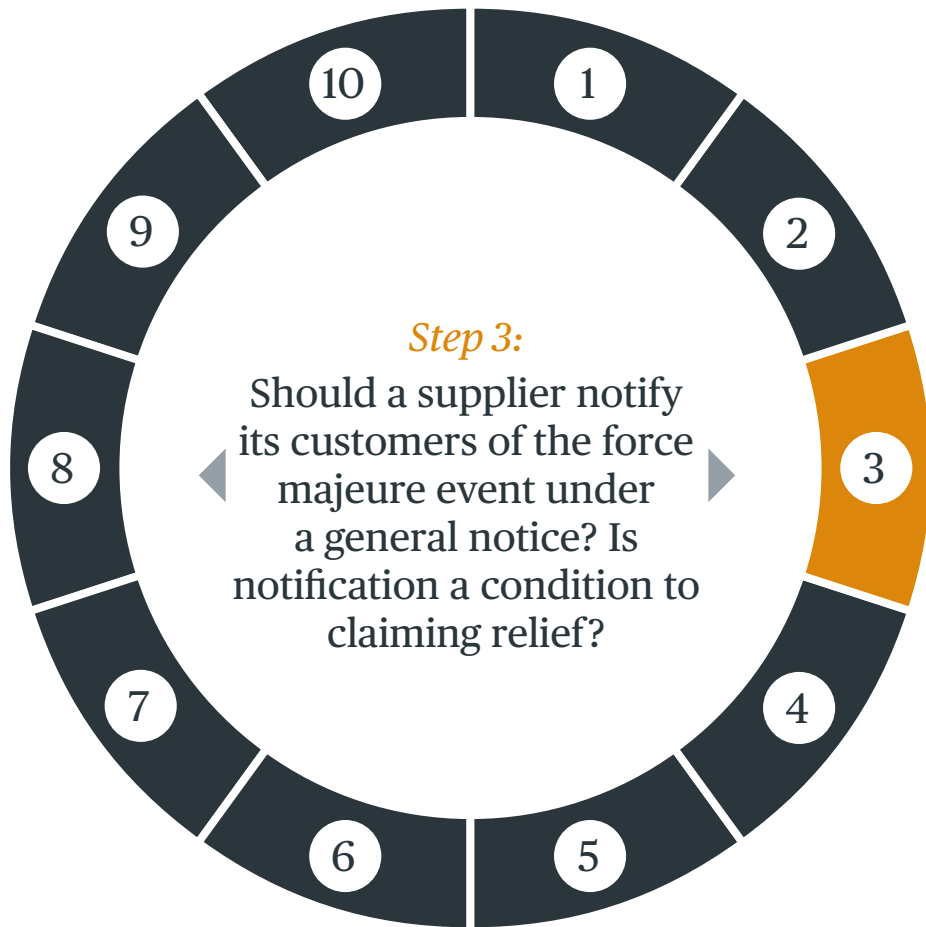 10
1
9
2
Step 3:
Should a supplier notify
its customers of the force
majeure event under
a general notice? Is
notification a condition to
claiming relief?
8
3
7
4
6
5